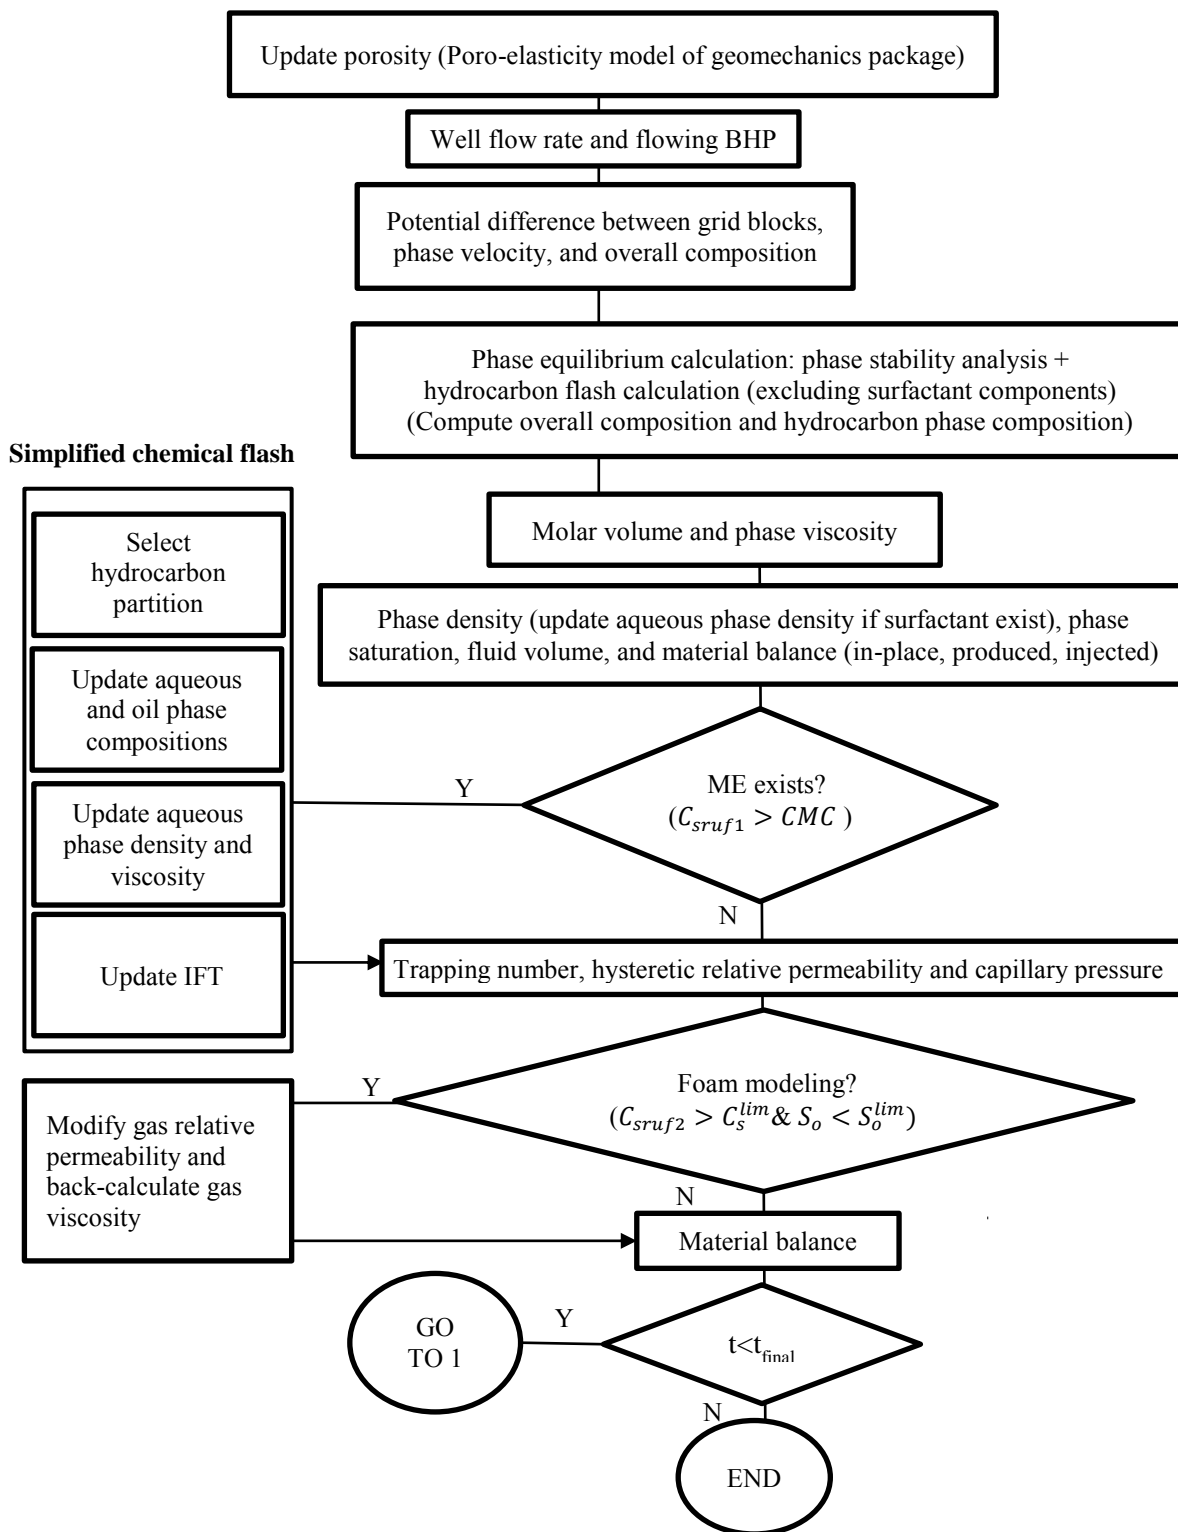 Update porosity (Poro-elasticity model of geomechanics package)
Well flow rate and flowing BHP
Potential difference between grid blocks,
phase velocity, and overall composition
Phase equilibrium calculation: phase stability analysis +
hydrocarbon flash calculation (excluding surfactant components)
(Compute overall composition and hydrocarbon phase composition)
Simplified chemical flash
Select
hydrocarbon
partition
Update aqueous
and oil phase
compositions
Update aqueous
phase density and
viscosity
Update IFT
Molar volume and phase viscosity
Phase density (update aqueous phase density if surfactant exist), phase
saturation, fluid volume, and material balance (in-place, produced, injected)
ME exists?
(C_{sruf1} > CMC )
Y
N
Trapping number, hysteretic relative permeability and capillary pressure
Foam modeling?
(C_{sruf2} > C_s^{lim} & S_o < S_o^{lim})
Y
Modify gas relative
permeability and
back-calculate gas
viscosity
N
Material balance
t<t_{final}
Y
GO
TO 1
N
END